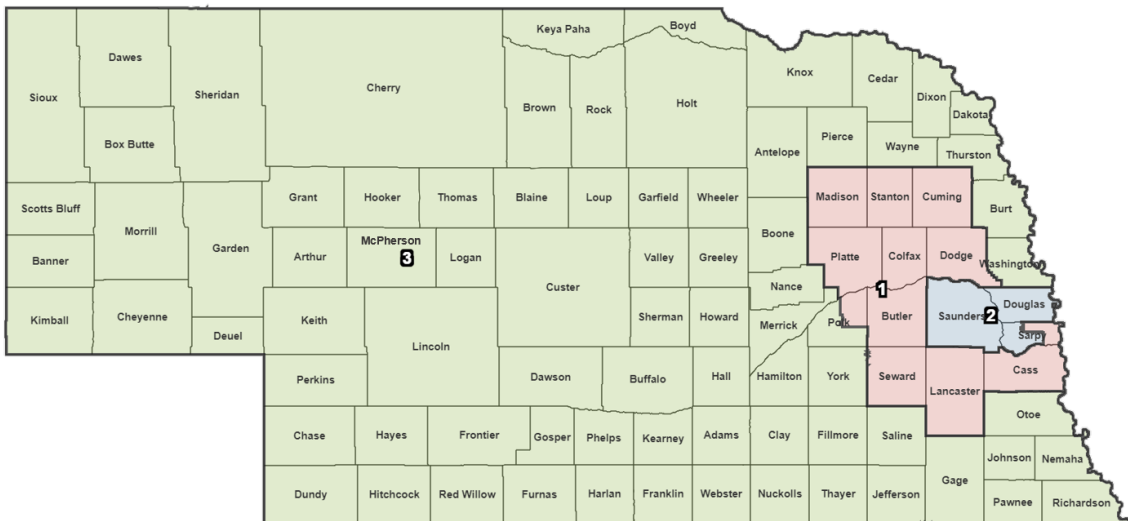 Keya Paha
Boyd
Dawes
Knox
Cedar
Sioux
Sheridan
Cherry
Brown
Rock
Holt
Dixon
Dakota
Box Butte
Antelope
Pierce
Wayne
Thurston
Scotts Bluff
Grant
Hooker
Thomas
Blaine
Loup
Garfield
Wheeler
Madison
Stanton
Cuming
Burt
Morrill
Garden
Banner
Arthur
McPherson
3
Logan
Custer
Valley
Greeley
Boone
Platte
Colfax
Dodge
Washington
Nance
1
Kimball
Cheyenne
Deuel
Keith
Lincoln
Sherman
Howard
Merrick
Polk
Butler
Saunders
2
Douglas
Sarpy
Perkins
Dawson
Buffalo
Hall
Hamilton
York
Seward
Lancaster
Cass
Otoe
Chase
Hayes
Frontier
Gosper
Phelps
Kearney
Adams
Clay
Fillmore
Saline
Johnson
Nemaha
Dundy
Hitchcock
Red Willow
Furnas
Harlan
Franklin
Webster
Nuckolls
Thayer
Jefferson
Gage
Pawnee
Richardson